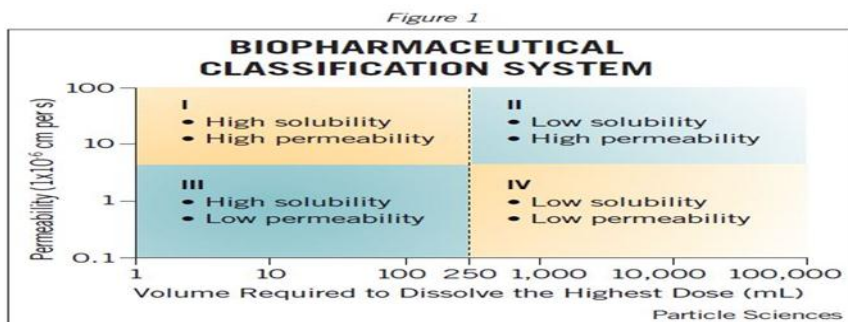 Figure 1
BIOPHARMACEUTICAL
CLASSIFICATION SYSTEM
Permeability (1x10⁻⁶ cm per s)
100
10
1
0.1
I
• High solubility
• High permeability
II
• Low solubility
• High permeability
III
• High solubility
• Low permeability
IV
• Low solubility
• Low permeability
1 10 100 250 1,000 10,000 100,000
Volume Required to Dissolve the Highest Dose (mL)
Particle Sciences